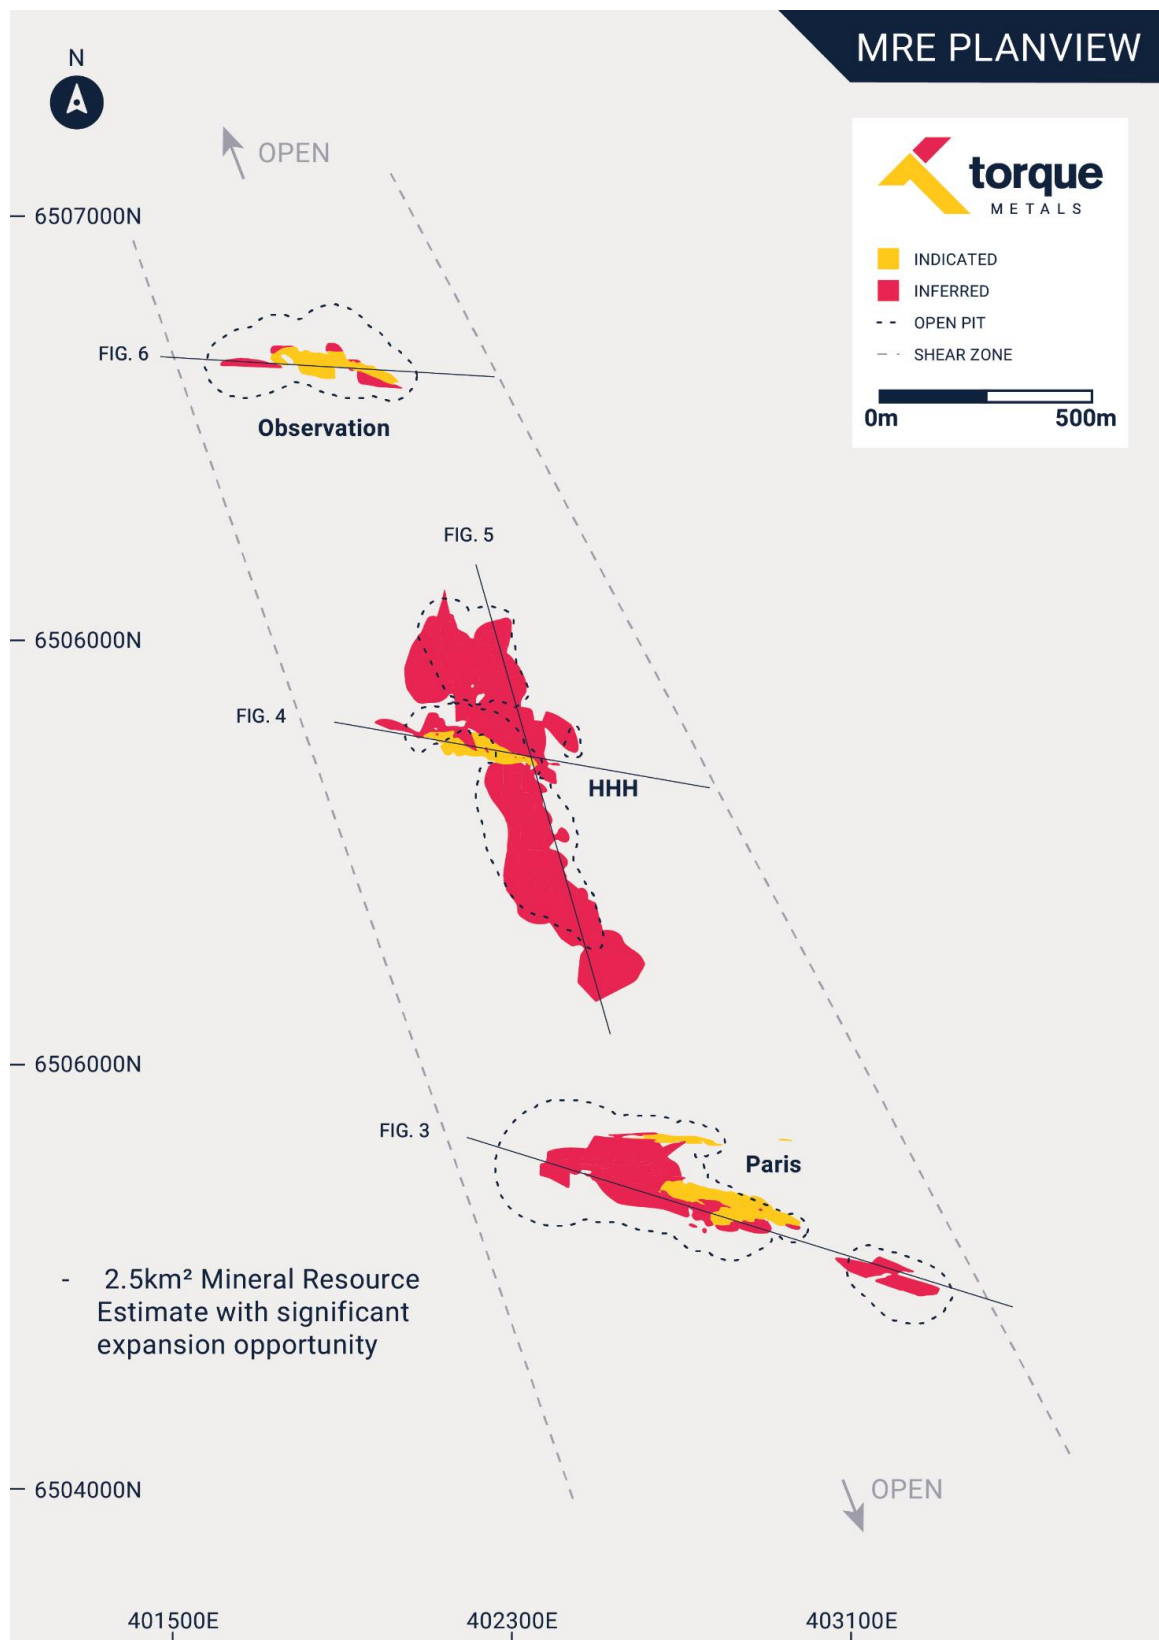 MRE PLANVIEW
N
OPEN
torque
METALS
6507000N
INDICATED
INFERRED
OPEN PIT
SHEAR ZONE
0m 500m
FIG. 6
Observation
FIG. 5
6506000N
FIG. 4
HHH
6506000N
FIG. 3
Paris
- 2.5km² Mineral Resource
Estimate with significant
expansion opportunity
OPEN
6504000N
401500E 402300E 403100E